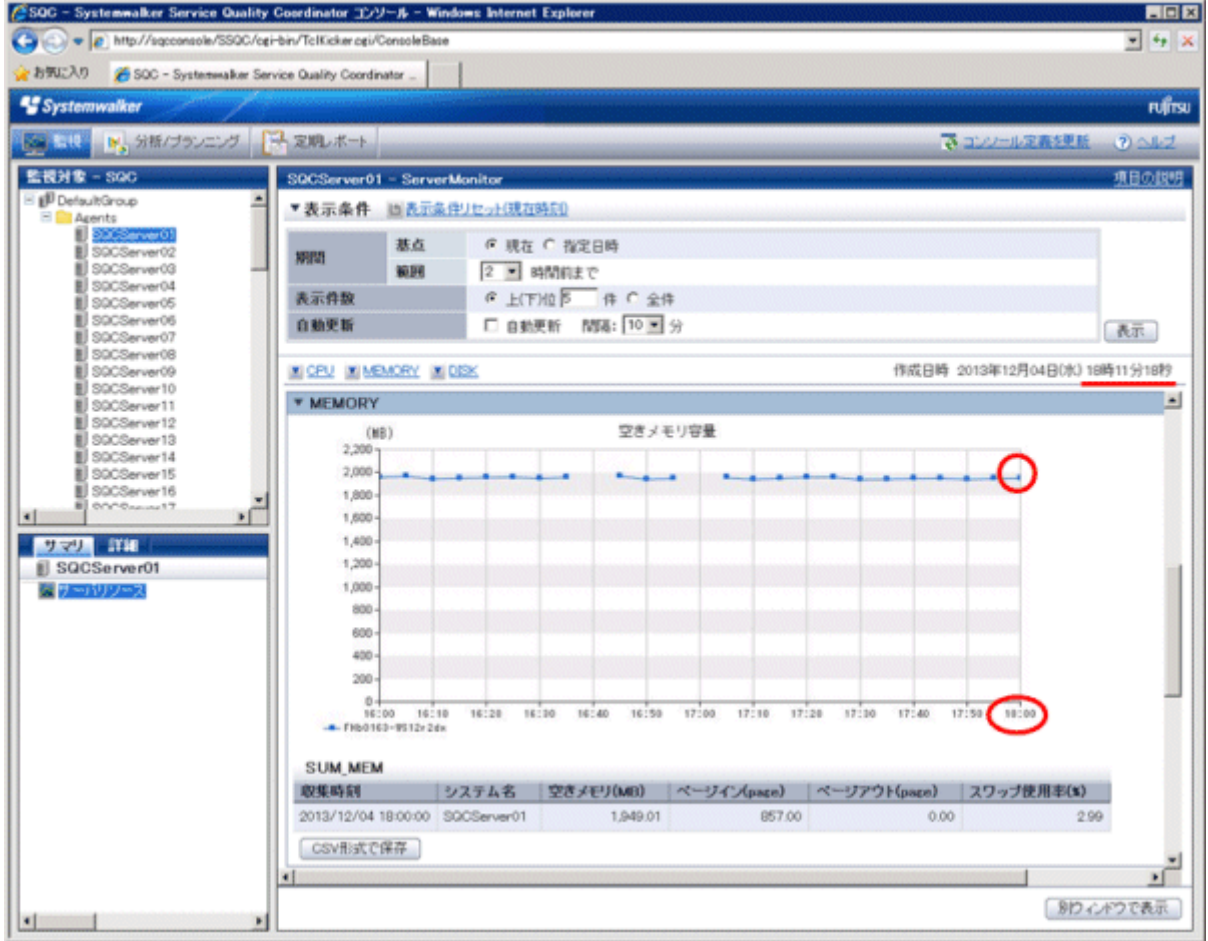 SQC - Systemwalker Service Quality Coordinator コンソール - Windows Internet Explorer
http://sqcconsole/SSQC/cgi-bin/TclKicker.cgi/ConsoleBase
お気に入り SQC - Systemwalker Service Quality Coordinator ...
Systemwalker
FUJITSU
監視 分析/プランニング 定期レポート コンソール定義を更新 ヘルプ
監視対象 - SQC
DefaultGroup
Agents
SQCServer01
SQCServer02
SQCServer03
SQCServer04
SQCServer05
SQCServer06
SQCServer07
SQCServer08
SQCServer09
SQCServer10
SQCServer11
SQCServer12
SQCServer13
SQCServer14
SQCServer15
SQCServer16
SQCServer17
サマリ 詳細
SQCServer01
サーバリソース
SQCServer01 - ServerMonitor 項目の説明
▼表示条件 表示条件リセット(現在時刻)
期間 基点 現在 指定日時
範囲 2 時間前まで
表示件数 上(下)位 5 件 全件
自動更新 自動更新 間隔: 10 分
表示
CPU MEMORY DISK 作成日時 2013年12月04日(水) 18時11分18秒
▼ MEMORY
(MB) 空きメモリ容量
2,200
2,000
1,800
1,600
1,400
1,200
1,000
800
600
400
200
0
16:00 16:10 16:20 16:30 16:40 16:50 17:00 17:10 17:20 17:30 17:40 17:50 18:00
SUM_MEM
収集時刻 システム名 空きメモリ(MB) ページイン(page) ページアウト(page) スワップ使用率(%)
2013/12/04 18:00:00 SQCServer01 1,949.01 857.00 0.00 2.99
CSV形式で保存
別ウィンドウで表示